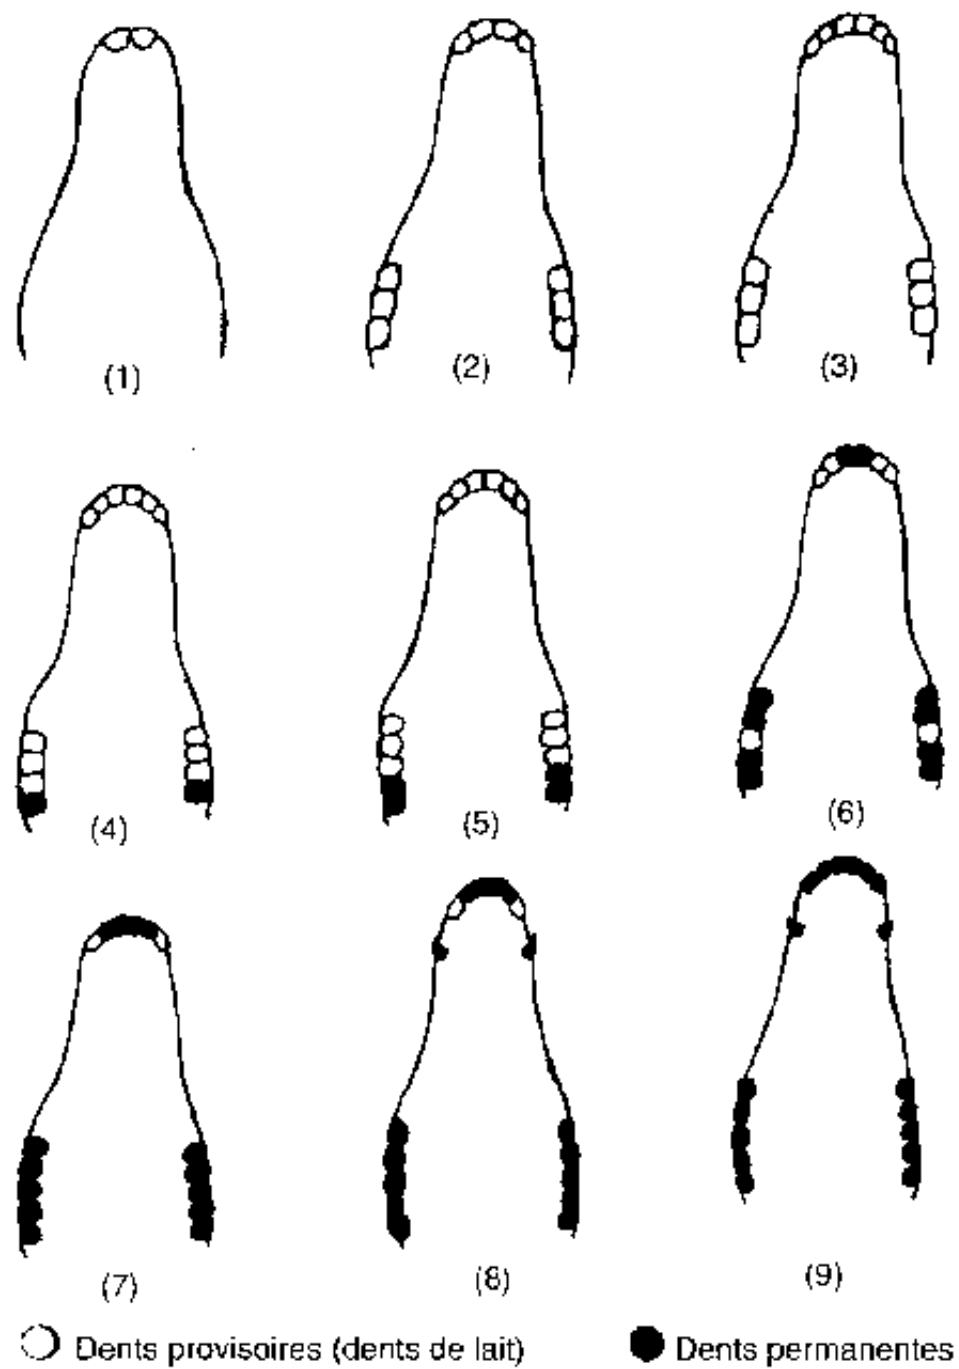 (1) (2) (3)
(4) (5) (6)
(7) (8) (9)
Dents provisoires (dents de lait) Dents permanentes